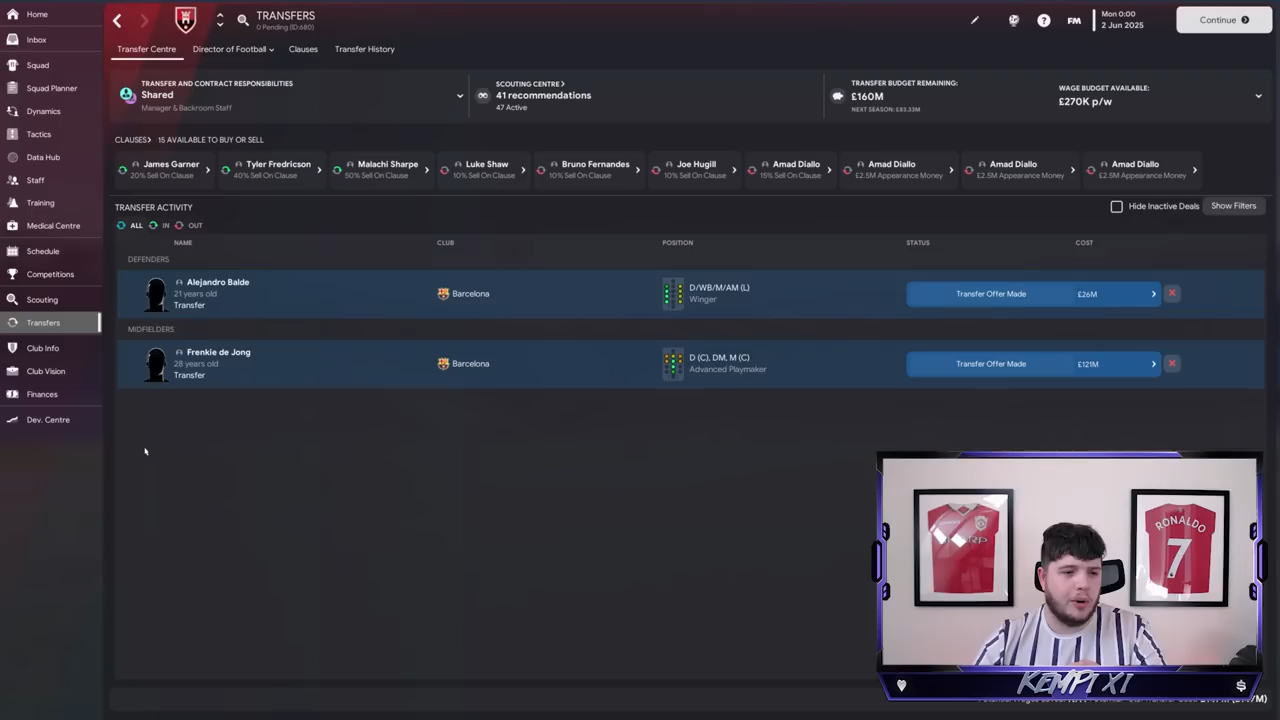 Home
Inbox
Squad
Squad Planner
Dynamics
Tactics
Data Hub
Staff
Training
Medical Centre
Schedule
Competitions
Scouting
Transfers
Club Info
Club Vision
Finances
Dev. Centre
TRANSFERS
0 Pending (ID:680)
FM
Mon 0:00
2 Jun 2025
Continue
Transfer Centre
Director of Football
Clauses
Transfer History
TRANSFER AND CONTRACT RESPONSIBILITIES
Shared
Manager & Backroom Staff
SCOUTING CENTRE
41 recommendations
47 Active
TRANSFER BUDGET REMAINING:
£160M
NEXT SEASON: £83.33M
WAGE BUDGET AVAILABLE:
£270K p/w
CLAUSES 15 AVAILABLE TO BUY OR SELL
James Garner
20% Sell On Clause
Tyler Fredricson
40% Sell On Clause
Malachi Sharpe
50% Sell On Clause
Luke Shaw
10% Sell On Clause
Bruno Fernandes
10% Sell On Clause
Joe Hugill
10% Sell On Clause
Amad Diallo
15% Sell On Clause
Amad Diallo
£2.5M Appearance Money
Amad Diallo
£2.5M Appearance Money
Amad Diallo
£2.5M Appearance Money
TRANSFER ACTIVITY
Hide Inactive Deals
Show Filters
ALL IN OUT
NAME CLUB POSITION STATUS COST
DEFENDERS
Alejandro Balde
21 years old
Transfer
Barcelona
D/WB/M/AM (L)
Winger
Transfer Offer Made £26M
MIDFIELDERS
Frenkie de Jong
28 years old
Transfer
Barcelona
D (C), DM, M (C)
Advanced Playmaker
Transfer Offer Made £121M
RONALDO
7
KEMPI XI